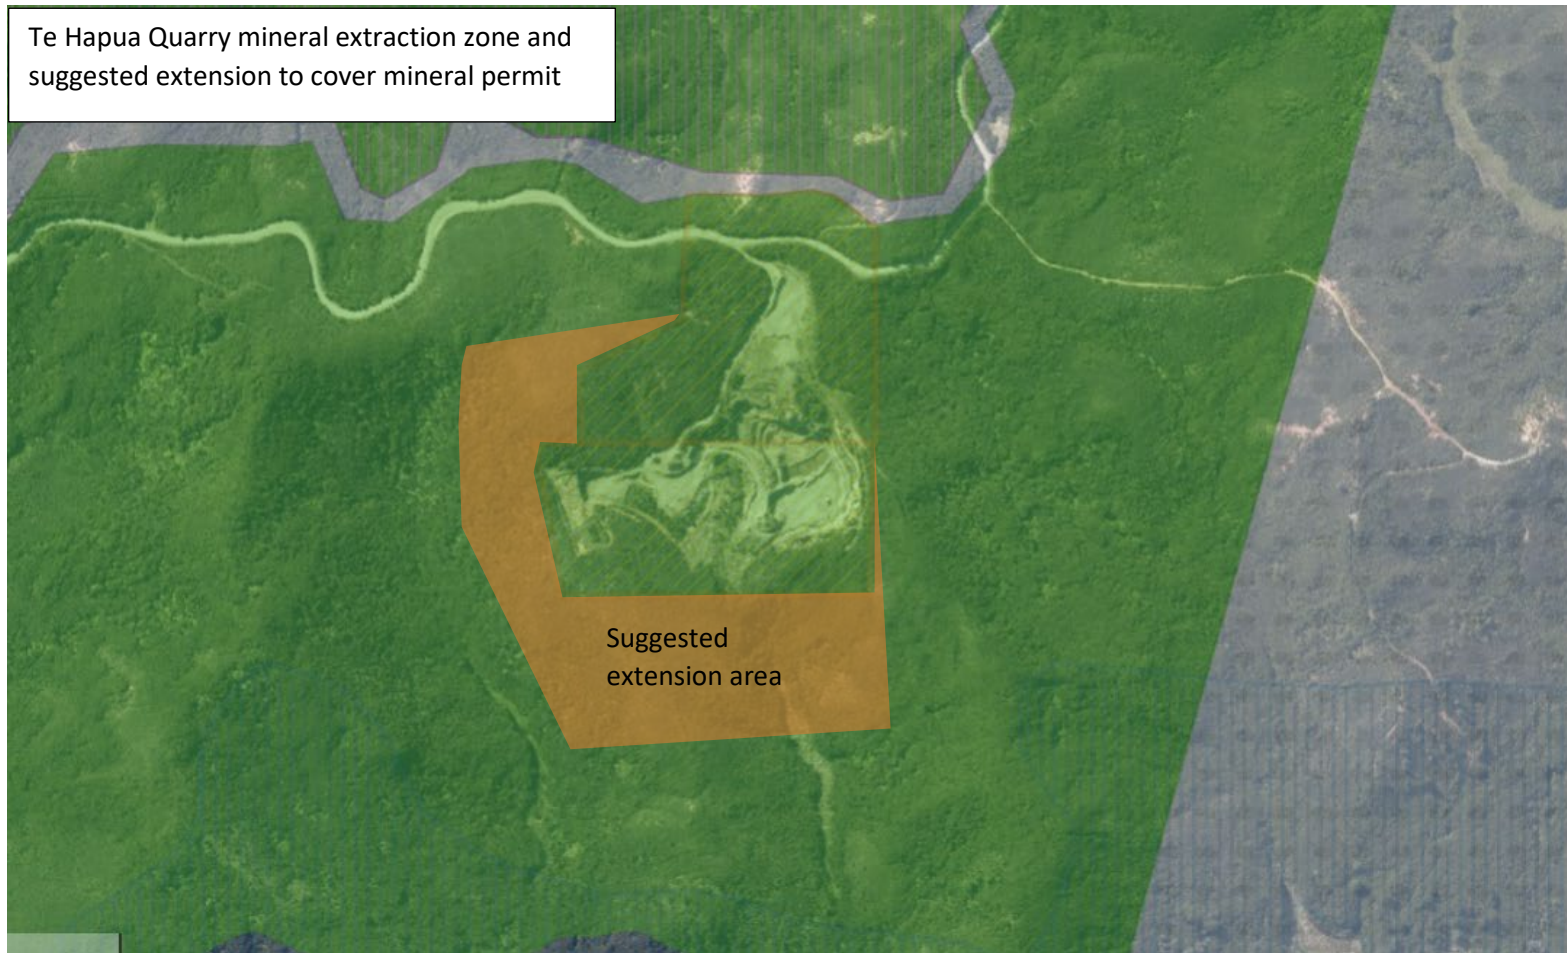 Te Hapua Quarry mineral extraction zone and
suggested extension to cover mineral permit
Suggested
extension area